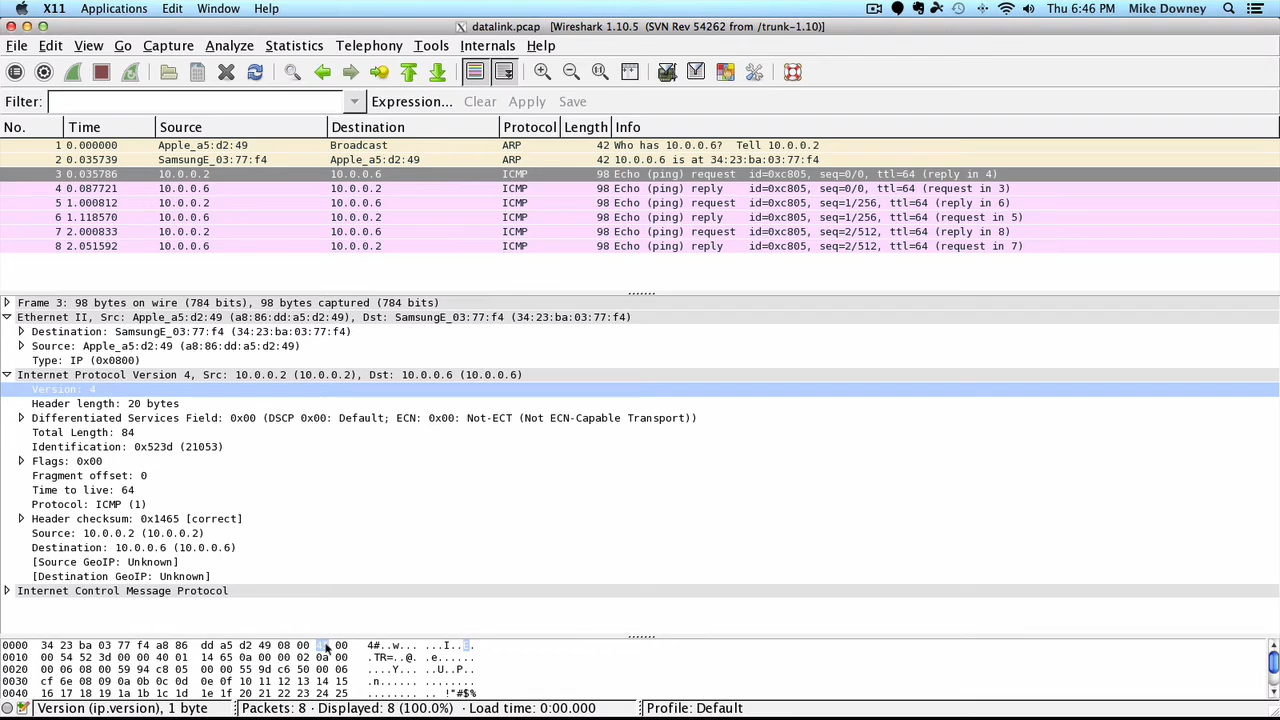 X11 Applications Edit Window Help Thu 6:46 PM Mike Downey
datalink.pcap [Wireshark 1.10.5 (SVN Rev 54262 from /trunk-1.10)]
File Edit View Go Capture Analyze Statistics Telephony Tools Internals Help
Filter: Expression... Clear Apply Save
No. Time Source Destination Protocol Length Info
1 0.000000 Apple_a5:d2:49 Broadcast ARP 42 Who has 10.0.0.6? Tell 10.0.0.2
2 0.035739 SamsungE_03:77:f4 Apple_a5:d2:49 ARP 42 10.0.0.6 is at 34:23:ba:03:77:f4
3 0.035786 10.0.0.2 10.0.0.6 ICMP 98 Echo (ping) request id=0xc805, seq=0/0, ttl=64 (reply in 4)
4 0.087721 10.0.0.6 10.0.0.2 ICMP 98 Echo (ping) reply id=0xc805, seq=0/0, ttl=64 (request in 3)
5 1.000812 10.0.0.2 10.0.0.6 ICMP 98 Echo (ping) request id=0xc805, seq=1/256, ttl=64 (reply in 6)
6 1.118570 10.0.0.6 10.0.0.2 ICMP 98 Echo (ping) reply id=0xc805, seq=1/256, ttl=64 (request in 5)
7 2.000833 10.0.0.2 10.0.0.6 ICMP 98 Echo (ping) request id=0xc805, seq=2/512, ttl=64 (reply in 8)
8 2.051592 10.0.0.6 10.0.0.2 ICMP 98 Echo (ping) reply id=0xc805, seq=2/512, ttl=64 (request in 7)
Frame 3: 98 bytes on wire (784 bits), 98 bytes captured (784 bits)
Ethernet II, Src: Apple_a5:d2:49 (a8:86:dd:a5:d2:49), Dst: SamsungE_03:77:f4 (34:23:ba:03:77:f4)
Destination: SamsungE_03:77:f4 (34:23:ba:03:77:f4)
Source: Apple_a5:d2:49 (a8:86:dd:a5:d2:49)
Type: IP (0x0800)
Internet Protocol Version 4, Src: 10.0.0.2 (10.0.0.2), Dst: 10.0.0.6 (10.0.0.6)
Version: 4
Header length: 20 bytes
Differentiated Services Field: 0x00 (DSCP 0x00: Default; ECN: 0x00: Not-ECT (Not ECN-Capable Transport))
Total Length: 84
Identification: 0x523d (21053)
Flags: 0x00
Fragment offset: 0
Time to live: 64
Protocol: ICMP (1)
Header checksum: 0x1465 [correct]
Source: 10.0.0.2 (10.0.0.2)
Destination: 10.0.0.6 (10.0.0.6)
[Source GeoIP: Unknown]
[Destination GeoIP: Unknown]
Internet Control Message Protocol
0000 34 23 ba 03 77 f4 a8 86 dd a5 d2 49 08 00 00 4#..w... ...I..E.
0010 00 54 52 3d 00 00 40 01 14 65 0a 00 00 02 0a 00 .TR=..@. .e......
0020 00 06 08 00 59 94 c8 05 00 00 55 9d c6 50 00 06 ....Y... ..U..P..
0030 cf 6e 08 09 0a 0b 0c 0d 0e 0f 10 11 12 13 14 15 .n...... ........
0040 16 17 18 19 1a 1b 1c 1d 1e 1f 20 21 22 23 24 25 ........ .. !"#$%
Version (ip.version), 1 byte Packets: 8 · Displayed: 8 (100.0%) · Load time: 0:00.000 Profile: Default